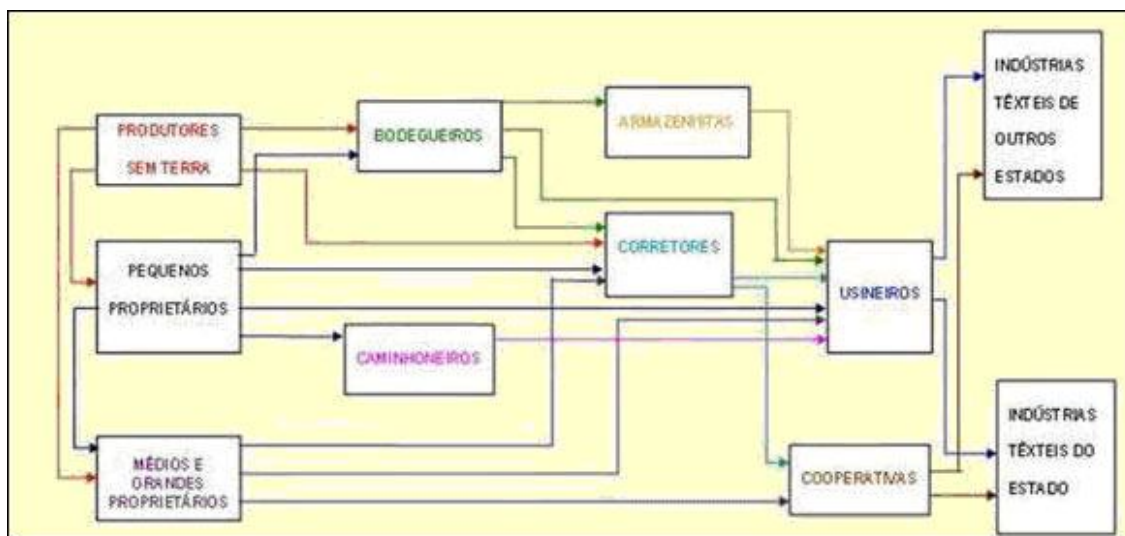 PRODUTORES
SEM TERRA
BODEGUEIROS
ARMAZENISTAS
INDÚSTRIAS
TÊXTEIS DE
OUTROS
ESTADOS
PEQUENOS
PROPRIETÁRIOS
CORRETORES
USINEIROS
CAMINHONEIROS
MÉDIOS E
GRANDES
PROPRIETÁRIOS
COOPERATIVAS
INDÚSTRIAS
TÊXTEIS DO
ESTADO